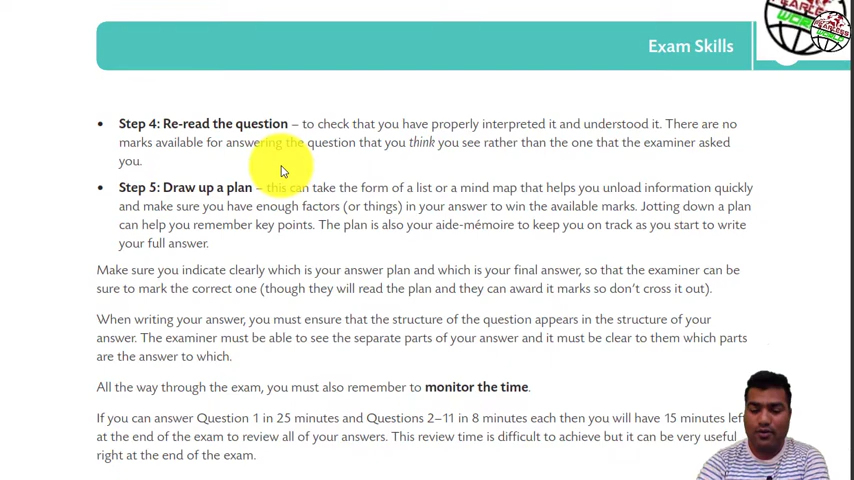 Exam Skills
FEARLESS
WORLD
FEARLESS
WORLD
• Step 4: Re-read the question – to check that you have properly interpreted it and understood it. There are no
marks available for answering the question that you think you see rather than the one that the examiner asked
you.
• Step 5: Draw up a plan – this can take the form of a list or a mind map that helps you unload information quickly
and make sure you have enough factors (or things) in your answer to win the available marks. Jotting down a plan
can help you remember key points. The plan is also your aide-mémoire to keep you on track as you start to write
your full answer.
Make sure you indicate clearly which is your answer plan and which is your final answer, so that the examiner can be
sure to mark the correct one (though they will read the plan and they can award it marks so don't cross it out).
When writing your answer, you must ensure that the structure of the question appears in the structure of your
answer. The examiner must be able to see the separate parts of your answer and it must be clear to them which parts
are the answer to which.
All the way through the exam, you must also remember to monitor the time.
If you can answer Question 1 in 25 minutes and Questions 2–11 in 8 minutes each then you will have 15 minutes left
at the end of the exam to review all of your answers. This review time is difficult to achieve but it can be very useful
right at the end of the exam.